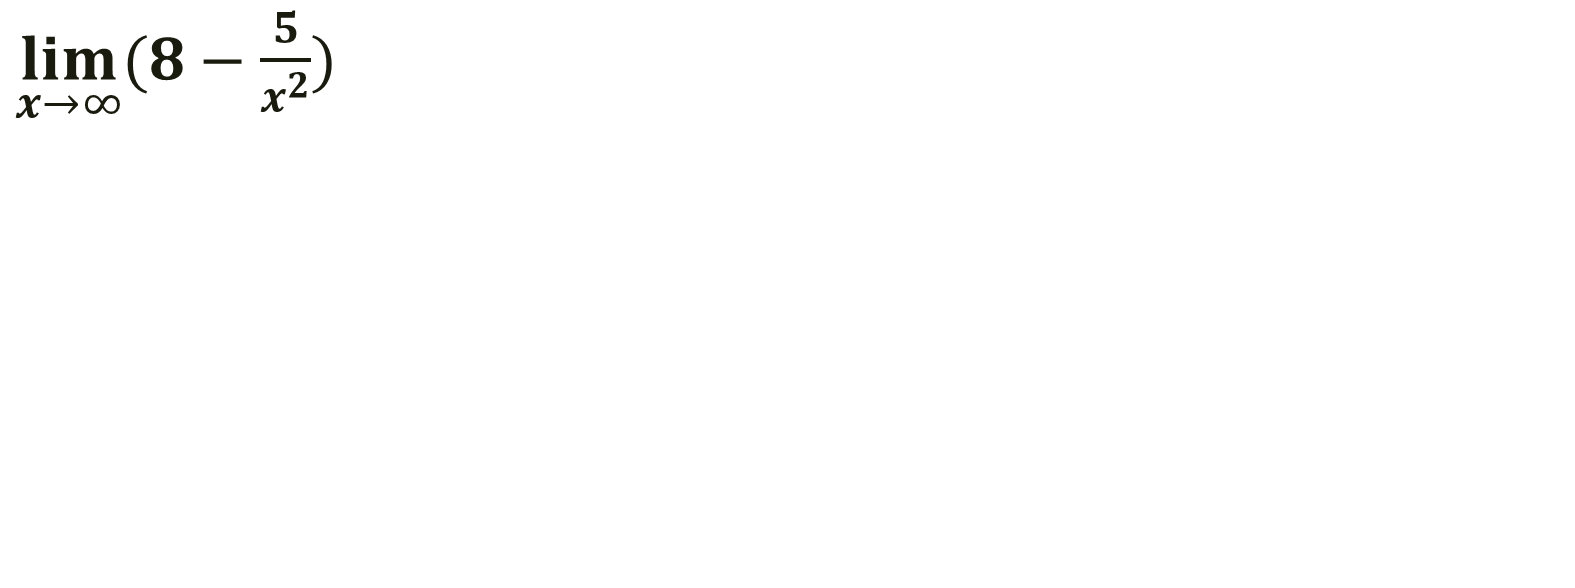 lim x→∞ (8 − 5/x²)